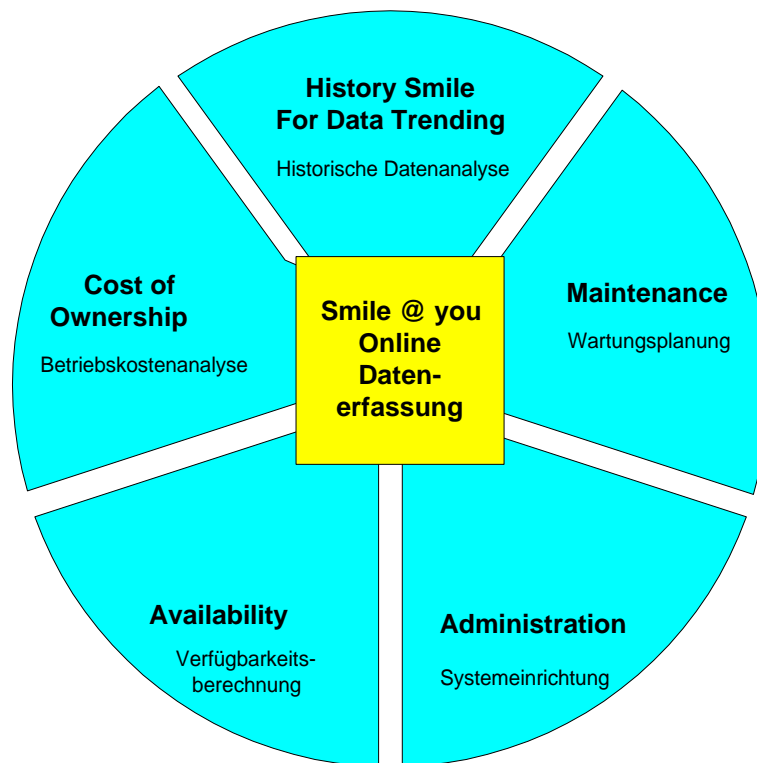 History Smile
For Data Trending
Historische Datenanalyse
Cost of
Ownership
Betriebskostenanalyse
Smile @ you
Online
Daten-
erfassung
Maintenance
Wartungsplanung
Availability
Verfügbarkeits-
berechnung
Administration
Systemeinrichtung